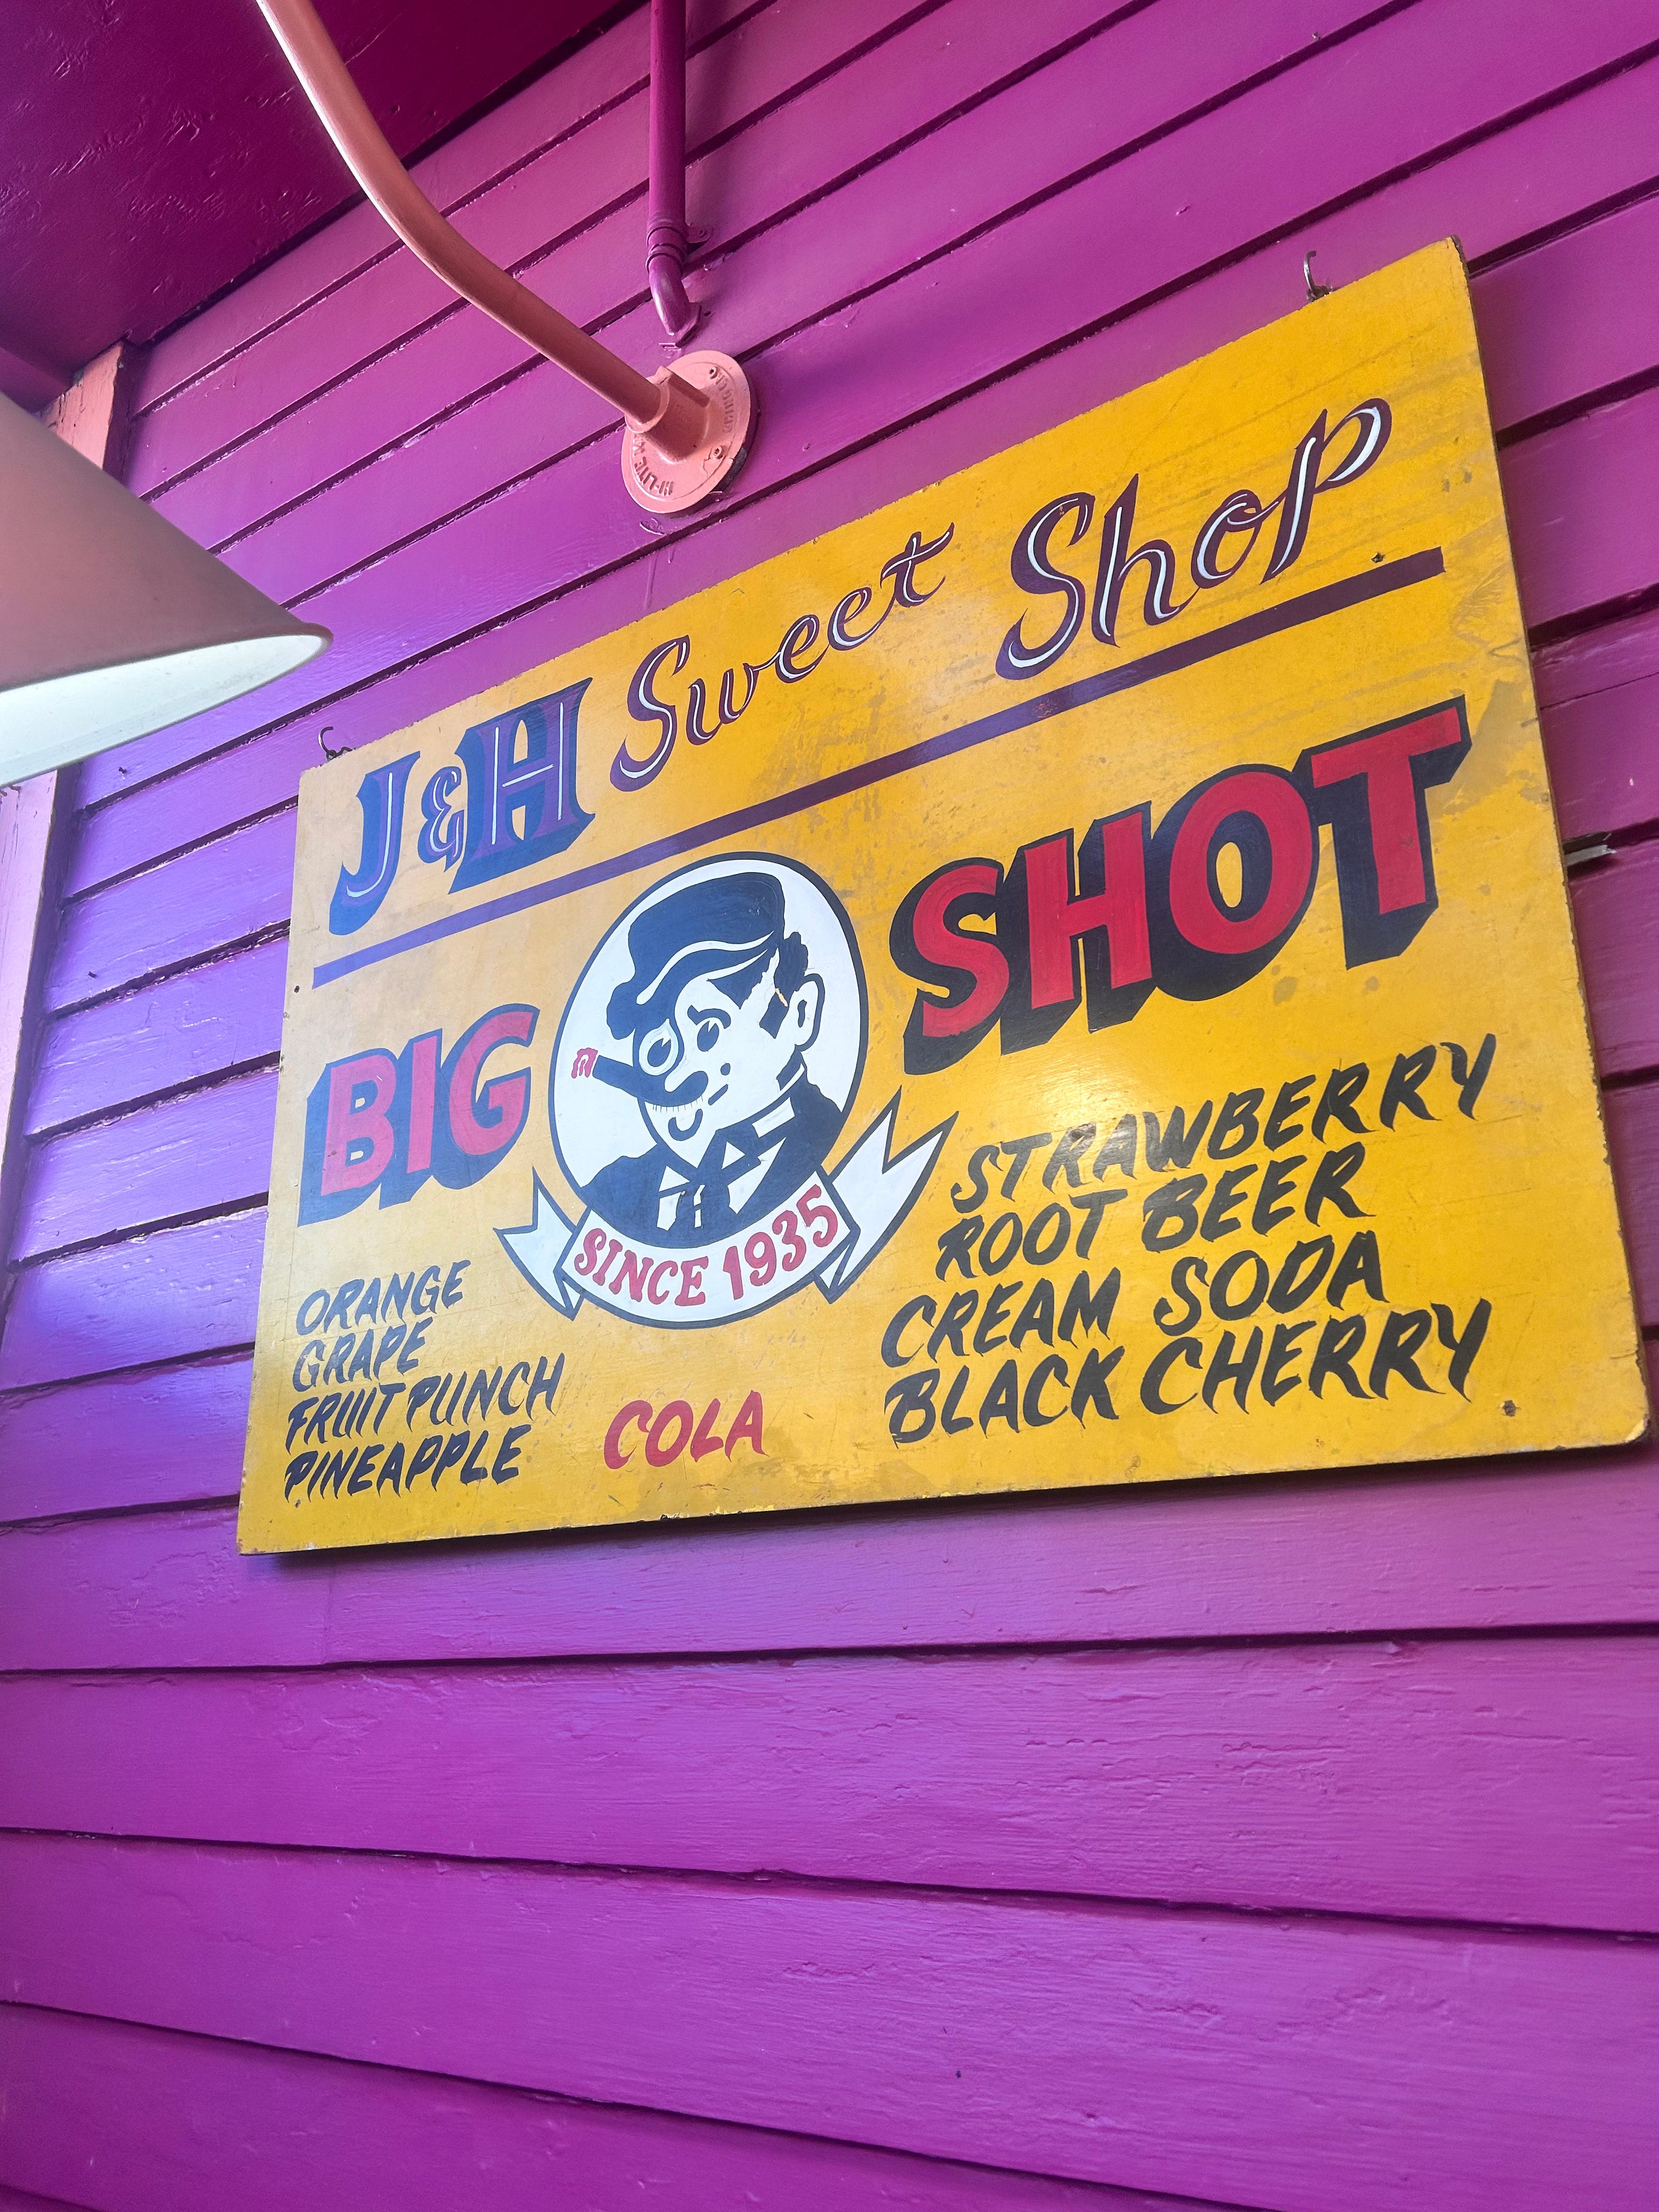 J & H Sweet Shop
BIG SHOT
SINCE 1935
ORANGE
GRAPE
FRUIT PUNCH
PINEAPPLE
COLA
STRAWBERRY
ROOT BEER
CREAM SODA
BLACK CHERRY